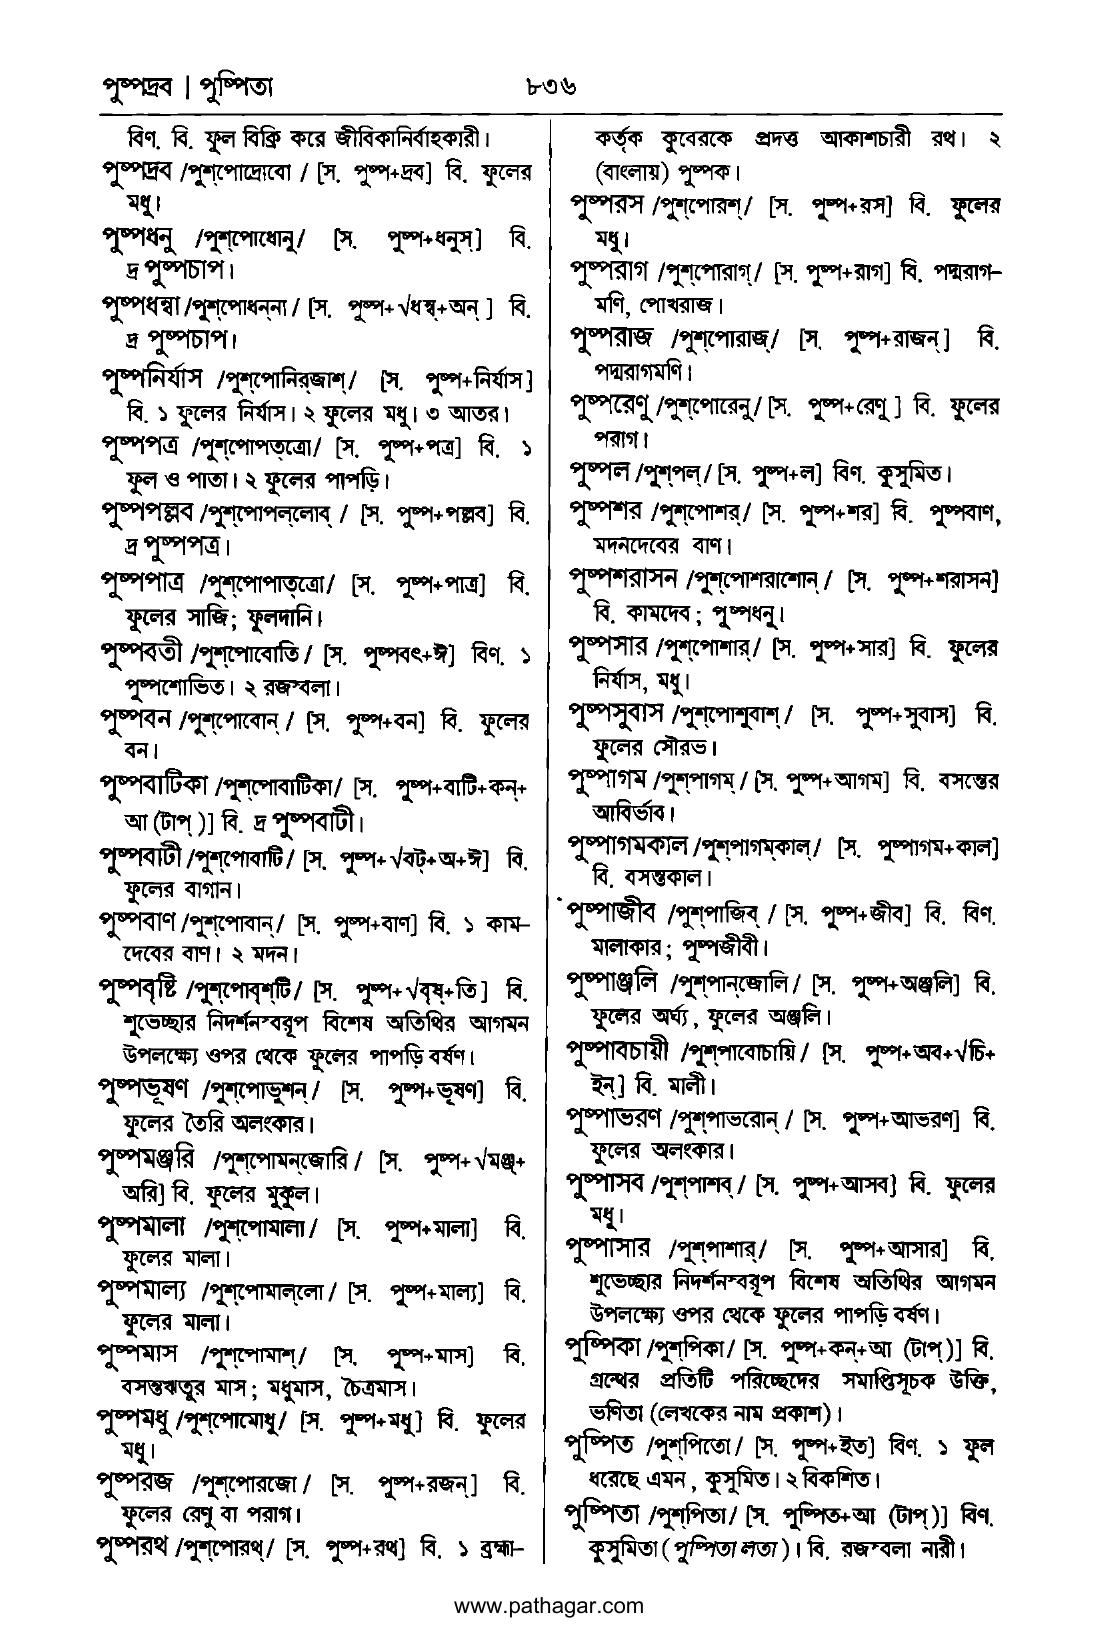 পুষ্পদ্রব | পুষ্পিতা
৮৩৬
বিণ. বি. ফুল বিক্রি করে জীবিকানির্বাহকারী।
পুষ্পদ্রব /পুশ্‌পোদ্রোবো / [স. পুষ্প+দ্রব] বি. ফুলের
মধু।
পুষ্পধনু /পুশ্‌পোধোনু/ [স. পুষ্প+ধনুস্] বি.
দ্র পুষ্পচাপ।
পুষ্পধন্বা /পুশ্‌পোধন্‌না / [স. পুষ্প+√ধন্ব্+অন্ ] বি.
দ্র পুষ্পচাপ।
পুষ্পনির্যাস /পুশ্‌পোনির্‌জাশ্/ [স. পুষ্প+নির্যাস]
বি. ১ ফুলের নির্যাস। ২ ফুলের মধু। ৩ আতর।
পুষ্পপত্র /পুশ্‌পোপত্‌ত্রো/ [স. পুষ্প+পত্র] বি. ১
ফুল ও পাতা। ২ ফুলের পাপড়ি।
পুষ্পপল্লব /পুশ্‌পোপল্‌লোব্ / [স. পুষ্প+পল্লব] বি.
দ্র পুষ্পপত্র।
পুষ্পপাত্র /পুশ্‌পোপাত্‌ত্রো/ [স. পুষ্প+পাত্র] বি.
ফুলের সাজি; ফুলদানি।
পুষ্পবতী /পুশ্‌পোবোতি / [স. পুষ্পবৎ+ঈ] বিণ. ১
পুষ্পশোভিত। ২ রজস্বলা।
পুষ্পবন /পুশ্‌পোবোন্ / [স. পুষ্প+বন] বি. ফুলের
বন।
পুষ্পবাটিকা /পুশ্‌পোবাটিকা/ [স. পুষ্প+বাটি+কন্+
আ (টাপ্ )] বি. দ্র পুষ্পবাটী।
পুষ্পবাটী /পুশ্‌পোবাটি/ [স. পুষ্প+√বট্+অ+ঈ] বি.
ফুলের বাগান।
পুষ্পবাণ /পুশ্‌পোবান্/ [স. পুষ্প+বাণ] বি. ১ কাম–
দেবের বাণ। ২ মদন।
পুষ্পবৃষ্টি /পুশ্‌পোবৃশ্‌টি/ [স. পুষ্প+√বৃষ্+তি] বি.
শুভেচ্ছার নিদর্শনস্বরূপ বিশেষ অতিথির আগমন
উপলক্ষ্যে ওপর থেকে ফুলের পাপড়ি বর্ষণ।
পুষ্পভূষণ /পুশ্‌পোভুশন্/ [স. পুষ্প+ভূষণ] বি.
ফুলের তৈরি অলংকার।
পুষ্পমঞ্জরি /পুশ্‌পোমন্‌জোরি/ [স. পুষ্প+√মঞ্জ্+
অরি] বি. ফুলের মুকুল।
পুষ্পমালা /পুশ্‌পোমালা/ [স. পুষ্প+মালা] বি.
ফুলের মালা।
পুষ্পমাল্য /পুশ্‌পোমাল্‌লো/ [স. পুষ্প+মাল্য] বি.
ফুলের মালা।
পুষ্পমাস /পুশ্‌পোমাশ্/ [স. পুষ্প+মাস] বি.
বসন্তঋতুর মাস; মধুমাস, চৈত্রমাস।
পুষ্পমধু /পুশ্‌পোমোধু/ [স. পুষ্প+মধু] বি. ফুলের
মধু।
পুষ্পরজ /পুশ্‌পোরজো/ [স. পুষ্প+রজন্] বি.
ফুলের রেণু বা পরাগ।
পুষ্পরথ /পুশ্‌পোরথ্/ [স. পুষ্প+রথ] বি. ১ ব্রহ্মা–
কর্তৃক কুবেরকে প্রদত্ত আকাশচারী রথ। ২
(বাংলায়) পুষ্পক।
পুষ্পরস /পুশ্‌পোরশ্/ [স. পুষ্প+রস] বি. ফুলের
মধু।
পুষ্পরাগ /পুশ্‌পোরাগ্/ [স. পুষ্প+রাগ] বি. পদ্মরাগ–
মণি, পোখরাজ।
পুষ্পরাজ /পুশ্‌পোরাজ্/ [স. পুষ্প+রাজন্] বি.
পদ্মরাগমণি।
পুষ্পরেণু /পুশ্‌পোরেনু/ [স. পুষ্প+রেণু ] বি. ফুলের
পরাগ।
পুষ্পল /পুশ্‌পল্/ [স. পুষ্প+ল] বিণ. কুসুমিত।
পুষ্পশর /পুশ্‌পোশর্/ [স. পুষ্প+শর] বি. পুষ্পবাণ,
মদনদেবের বাণ।
পুষ্পশরাসন /পুশ্‌পোশরাশোন্/ [স. পুষ্প+শরাসন]
বি. কামদেব; পুষ্পধনু।
পুষ্পসার /পুশ্‌পোশার্/ [স. পুষ্প+সার] বি. ফুলের
নির্যাস, মধু।
পুষ্পসুবাস /পুশ্‌পোশুবাশ্/ [স. পুষ্প+সুবাস] বি.
ফুলের সৌরভ।
পুষ্পাগম /পুশ্‌পাগম্/ [স. পুষ্প+আগম] বি. বসন্তের
আবির্ভাব।
পুষ্পাগমকাল /পুশ্‌পাগম্‌কাল্/ [স. পুষ্পাগম+কাল]
বি. বসন্তকাল।
পুষ্পাজীব /পুশ্‌পাজিব্ / [স. পুষ্প+জীব] বি. বিণ.
মালাকার; পুষ্পজীবী।
পুষ্পাঞ্জলি /পুশ্‌পান্‌জোলি/ [স. পুষ্প+অঞ্জলি] বি.
ফুলের অর্ঘ্য, ফুলের অঞ্জলি।
পুষ্পাবচায়ী /পুশ্‌পাবোচায়ি/ [স. পুষ্প+অব+√চি+
ইন্] বি. মালী।
পুষ্পাভরণ /পুশ্‌পাভরোন্ / [স. পুষ্প+আভরণ] বি.
ফুলের অলংকার।
পুষ্পাসব /পুশ্‌পাশব্/ [স. পুষ্প+আসব] বি. ফুলের
মধু।
পুষ্পাসার /পুশ্‌পাশার্/ [স. পুষ্প+আসার] বি.
শুভেচ্ছার নিদর্শনস্বরূপ বিশেষ অতিথির আগমন
উপলক্ষ্যে ওপর থেকে ফুলের পাপড়ি বর্ষণ।
পুষ্পিকা /পুশ্‌পিকা/ [স. পুষ্প+কন্+আ (টাপ্)] বি.
গ্রন্থের প্রতিটি পরিচ্ছেদের সমাপ্তিসূচক উক্তি,
ভণিতা (লেখকের নাম প্রকাশ)।
পুষ্পিত /পুশ্‌পিতো/ [স. পুষ্প+ইত] বিণ. ১ ফুল
ধরেছে এমন, কুসুমিত। ২ বিকশিত।
পুষ্পিতা /পুশ্‌পিতা/ [স. পুষ্পিত+আ (টাপ্)] বিণ.
কুসুমিতা (পুষ্পিতা লতা)। বি. রজস্বলা নারী।
www.pathagar.com